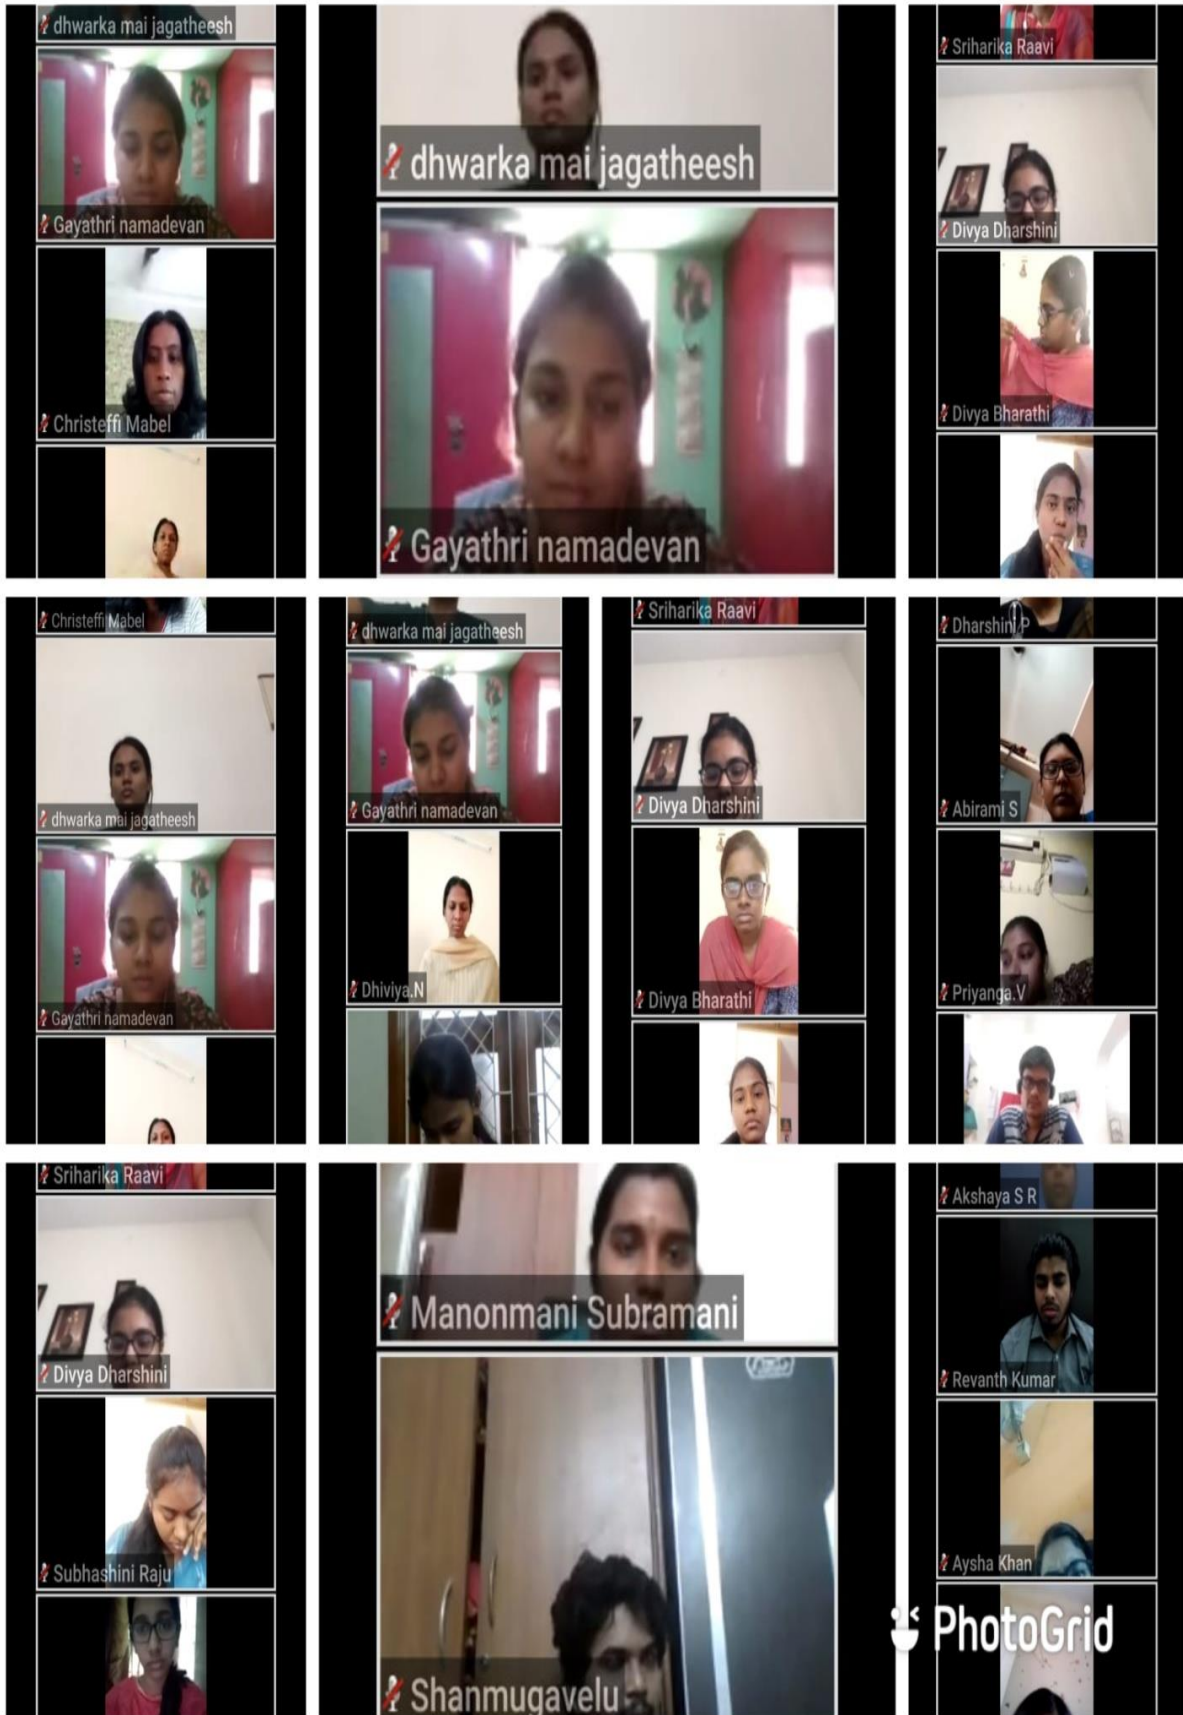 dhwarka mai jagatheesh
Gayathri namadevan
Christeffi Mabel
dhwarka mai jagatheesh
Gayathri namadevan
Sriharika Raavi
Divya Dharshini
Divya Bharathi
Christeffi Mabel
dhwarka mai jagatheesh
Gayathri namadevan
dhwarka mai jagatheesh
Gayathri namadevan
Dhiviya.N
Sriharika Raavi
Divya Dharshini
Divya Bharathi
Dharshini P
Abirami S
Priyanga.V
Sriharika Raavi
Divya Dharshini
Subhashini Raju
Manonmani Subramani
Shanmugavelu
Akshaya S R
Revanth Kumar
Aysha Khan
PhotoGrid